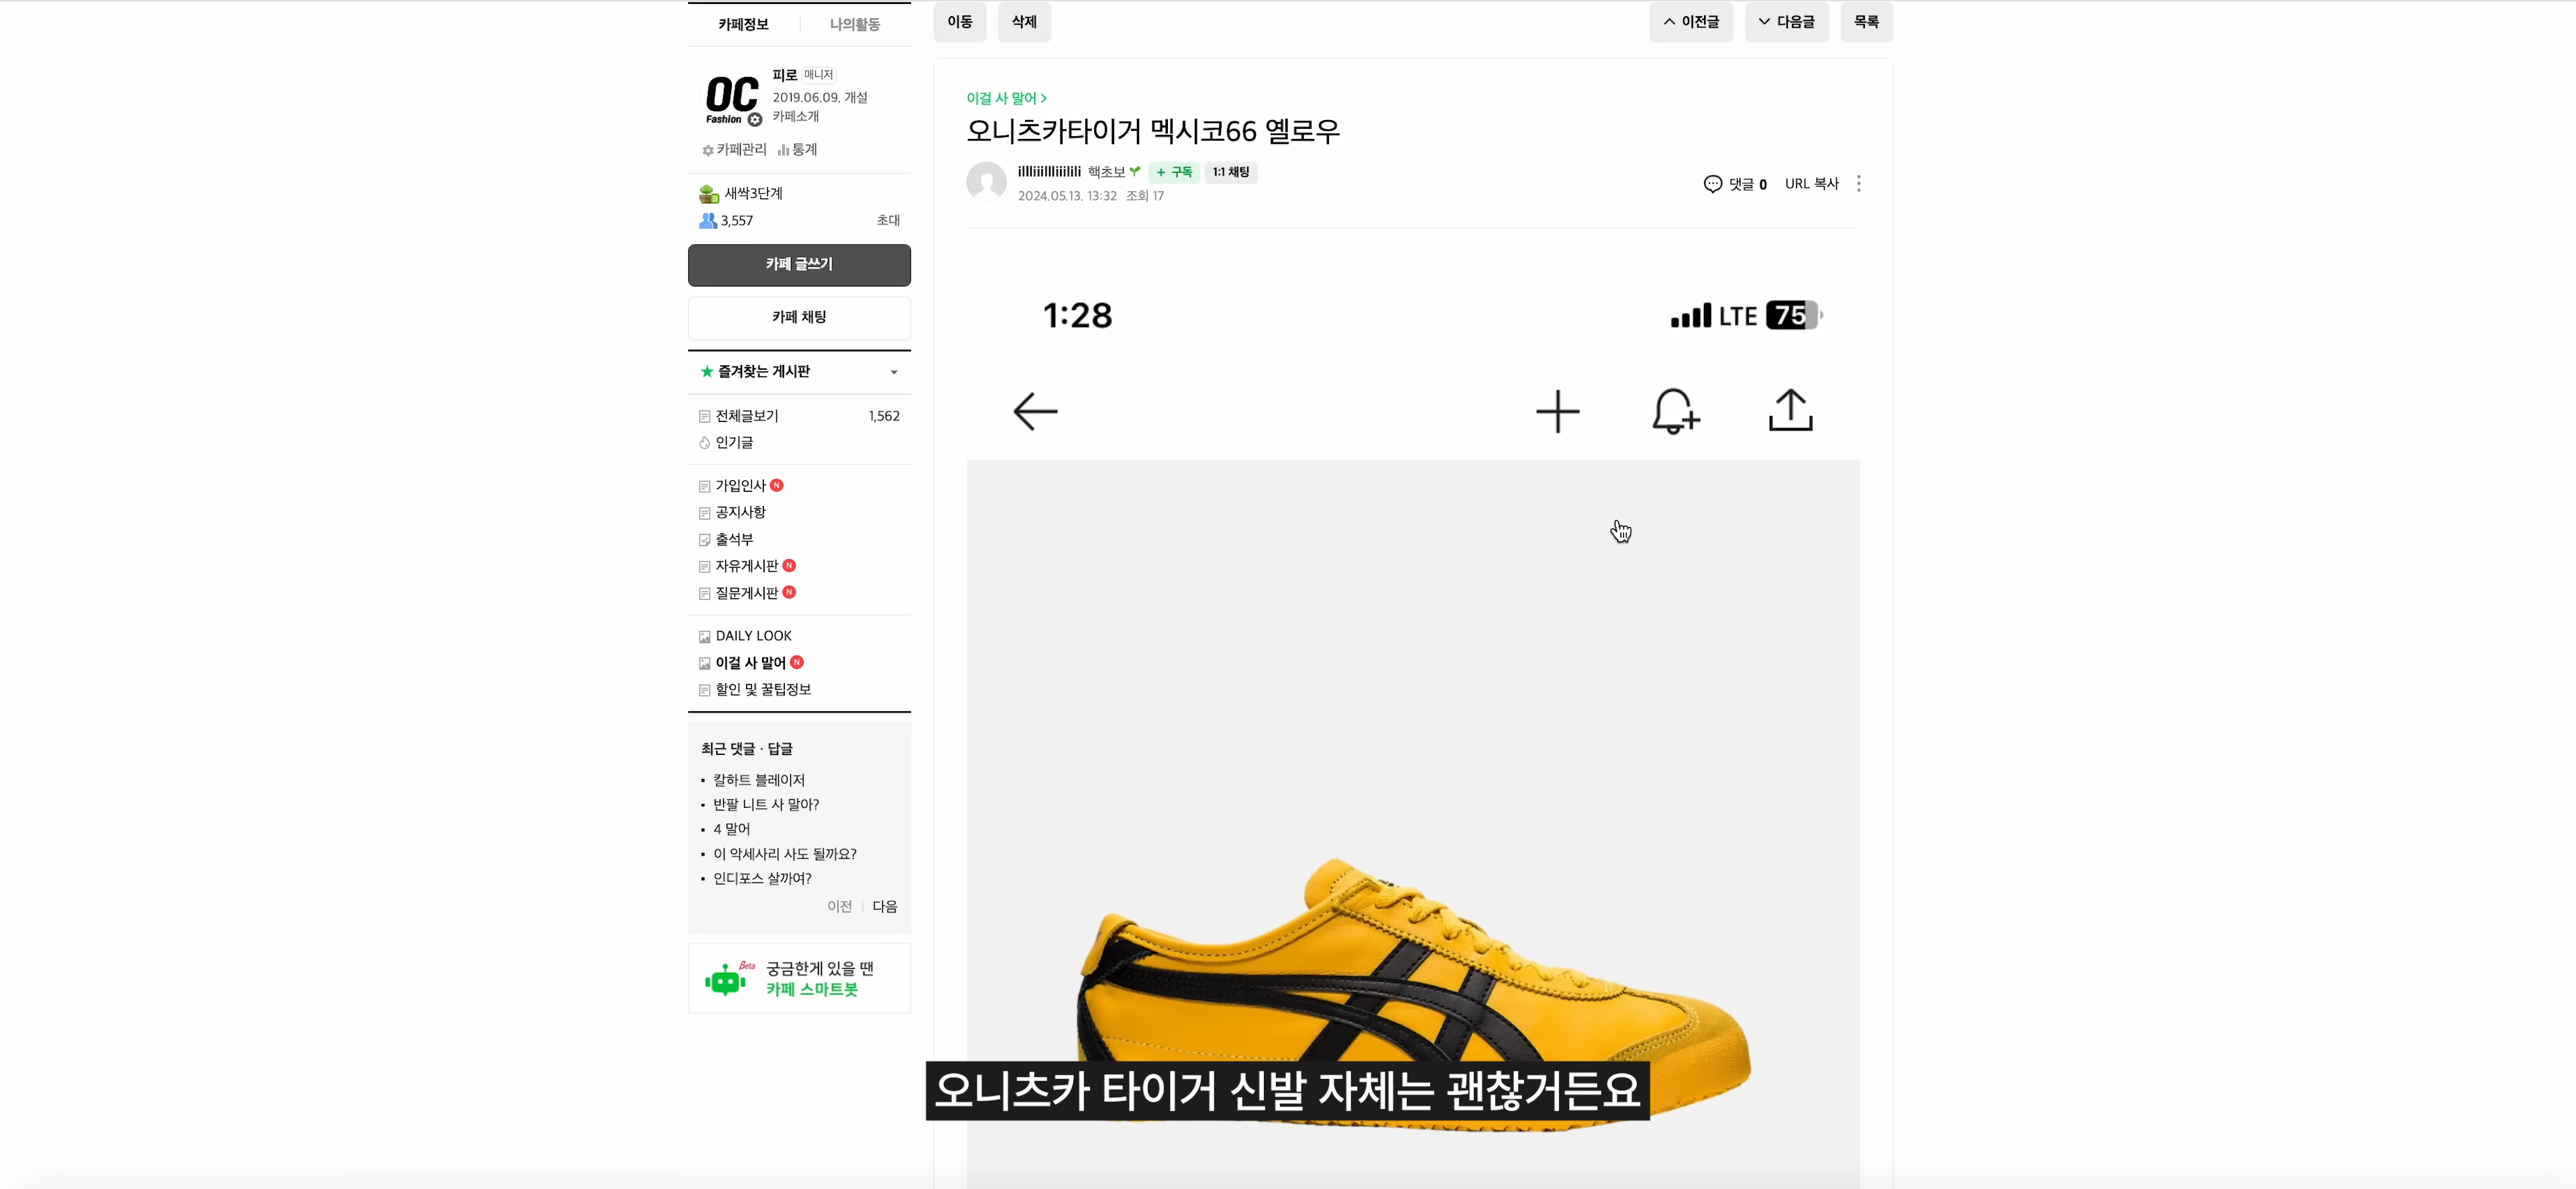 카페정보
나의활동
OC
Fashion
피로 매니저
2019.06.09. 개설
카페소개
카페관리
통계
새싹3단계
3,557
초대
카페 글쓰기
카페 채팅
즐겨찾는 게시판
전체글보기
1,562
인기글
가입인사 N
공지사항
출석부
자유게시판 N
질문게시판 N
DAILY LOOK
이걸 사 말어 N
할인 및 꿀팁정보
최근 댓글 · 답글
칼하트 블레이저
반팔 니트 사 말아?
4 말어
이 악세사리 사도 될까요?
인디포스 살까여?
이전
다음
Beta
궁금한게 있을 땐
카페 스마트봇
이동
삭제
이전글
다음글
목록
이걸 사 말어 >
오니츠카타이거 멕시코66 옐로우
핵초보
+ 구독
1:1 채팅
2024.05.13. 13:32 조회 17
댓글 0
URL 복사
1:28
LTE
75
오니츠카 타이거 신발 자체는 괜찮거든요